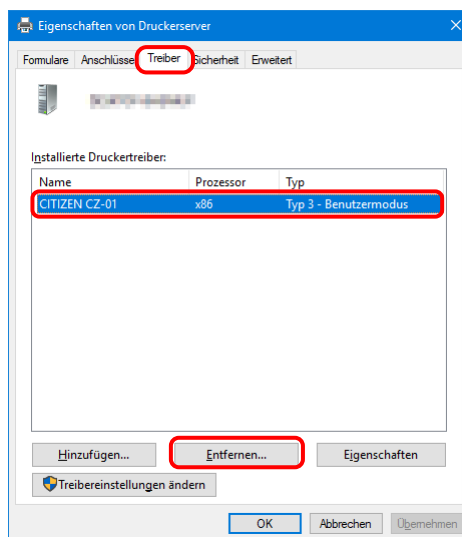 Eigenschaften von Druckerserver
Formulare Anschlüsse Treiber Sicherheit Erweitert
Installierte Druckertreiber:
Name Prozessor Typ
CITIZEN CZ-01 x86 Typ 3 - Benutzermodus
Hinzufügen... Entfernen... Eigenschaften
Treibereinstellungen ändern
OK Abbrechen Übernehmen